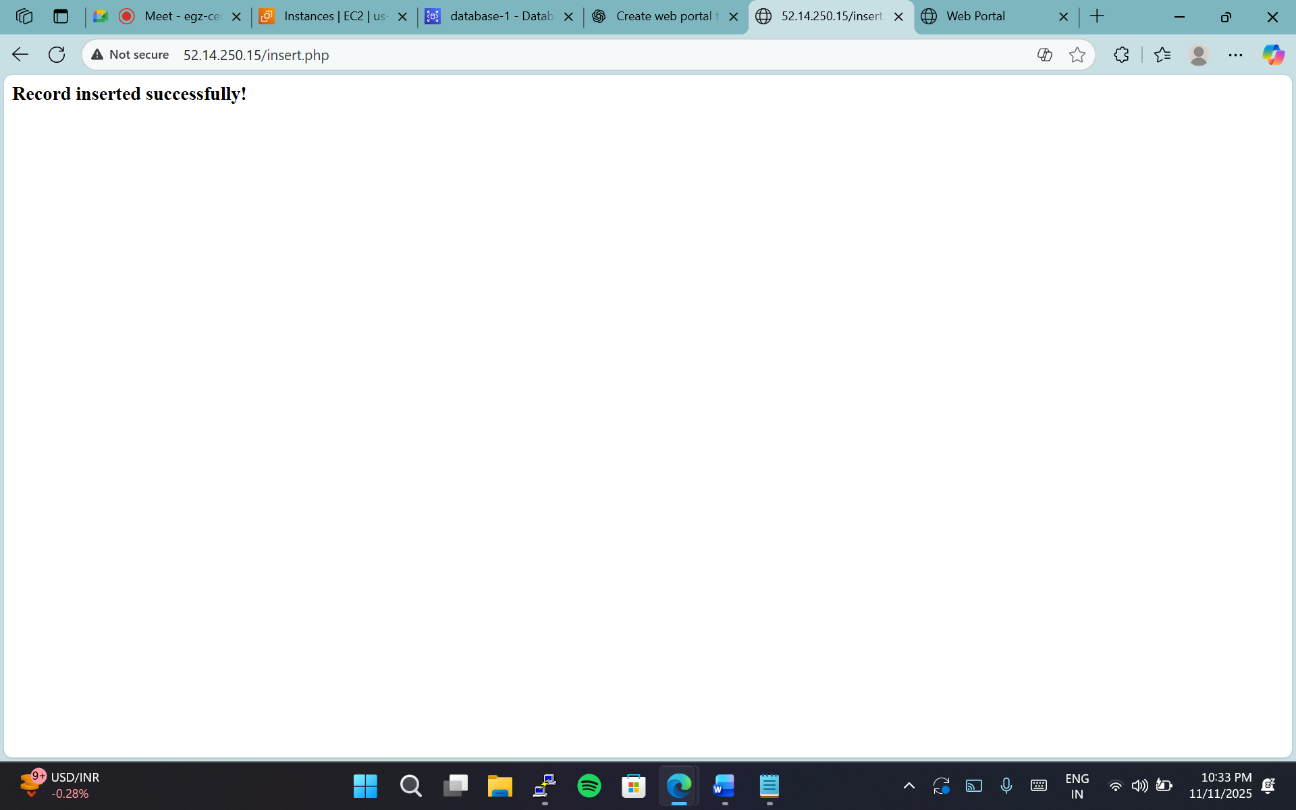 Meet - egz-ce
Instances | EC2 | us-
database-1 - Datab
Create web portal t
52.14.250.15/insert
Web Portal
Not secure
52.14.250.15/insert.php
Record inserted successfully!
9+
USD/INR
-0.28%
W
ENG
IN
10:33 PM
11/11/2025